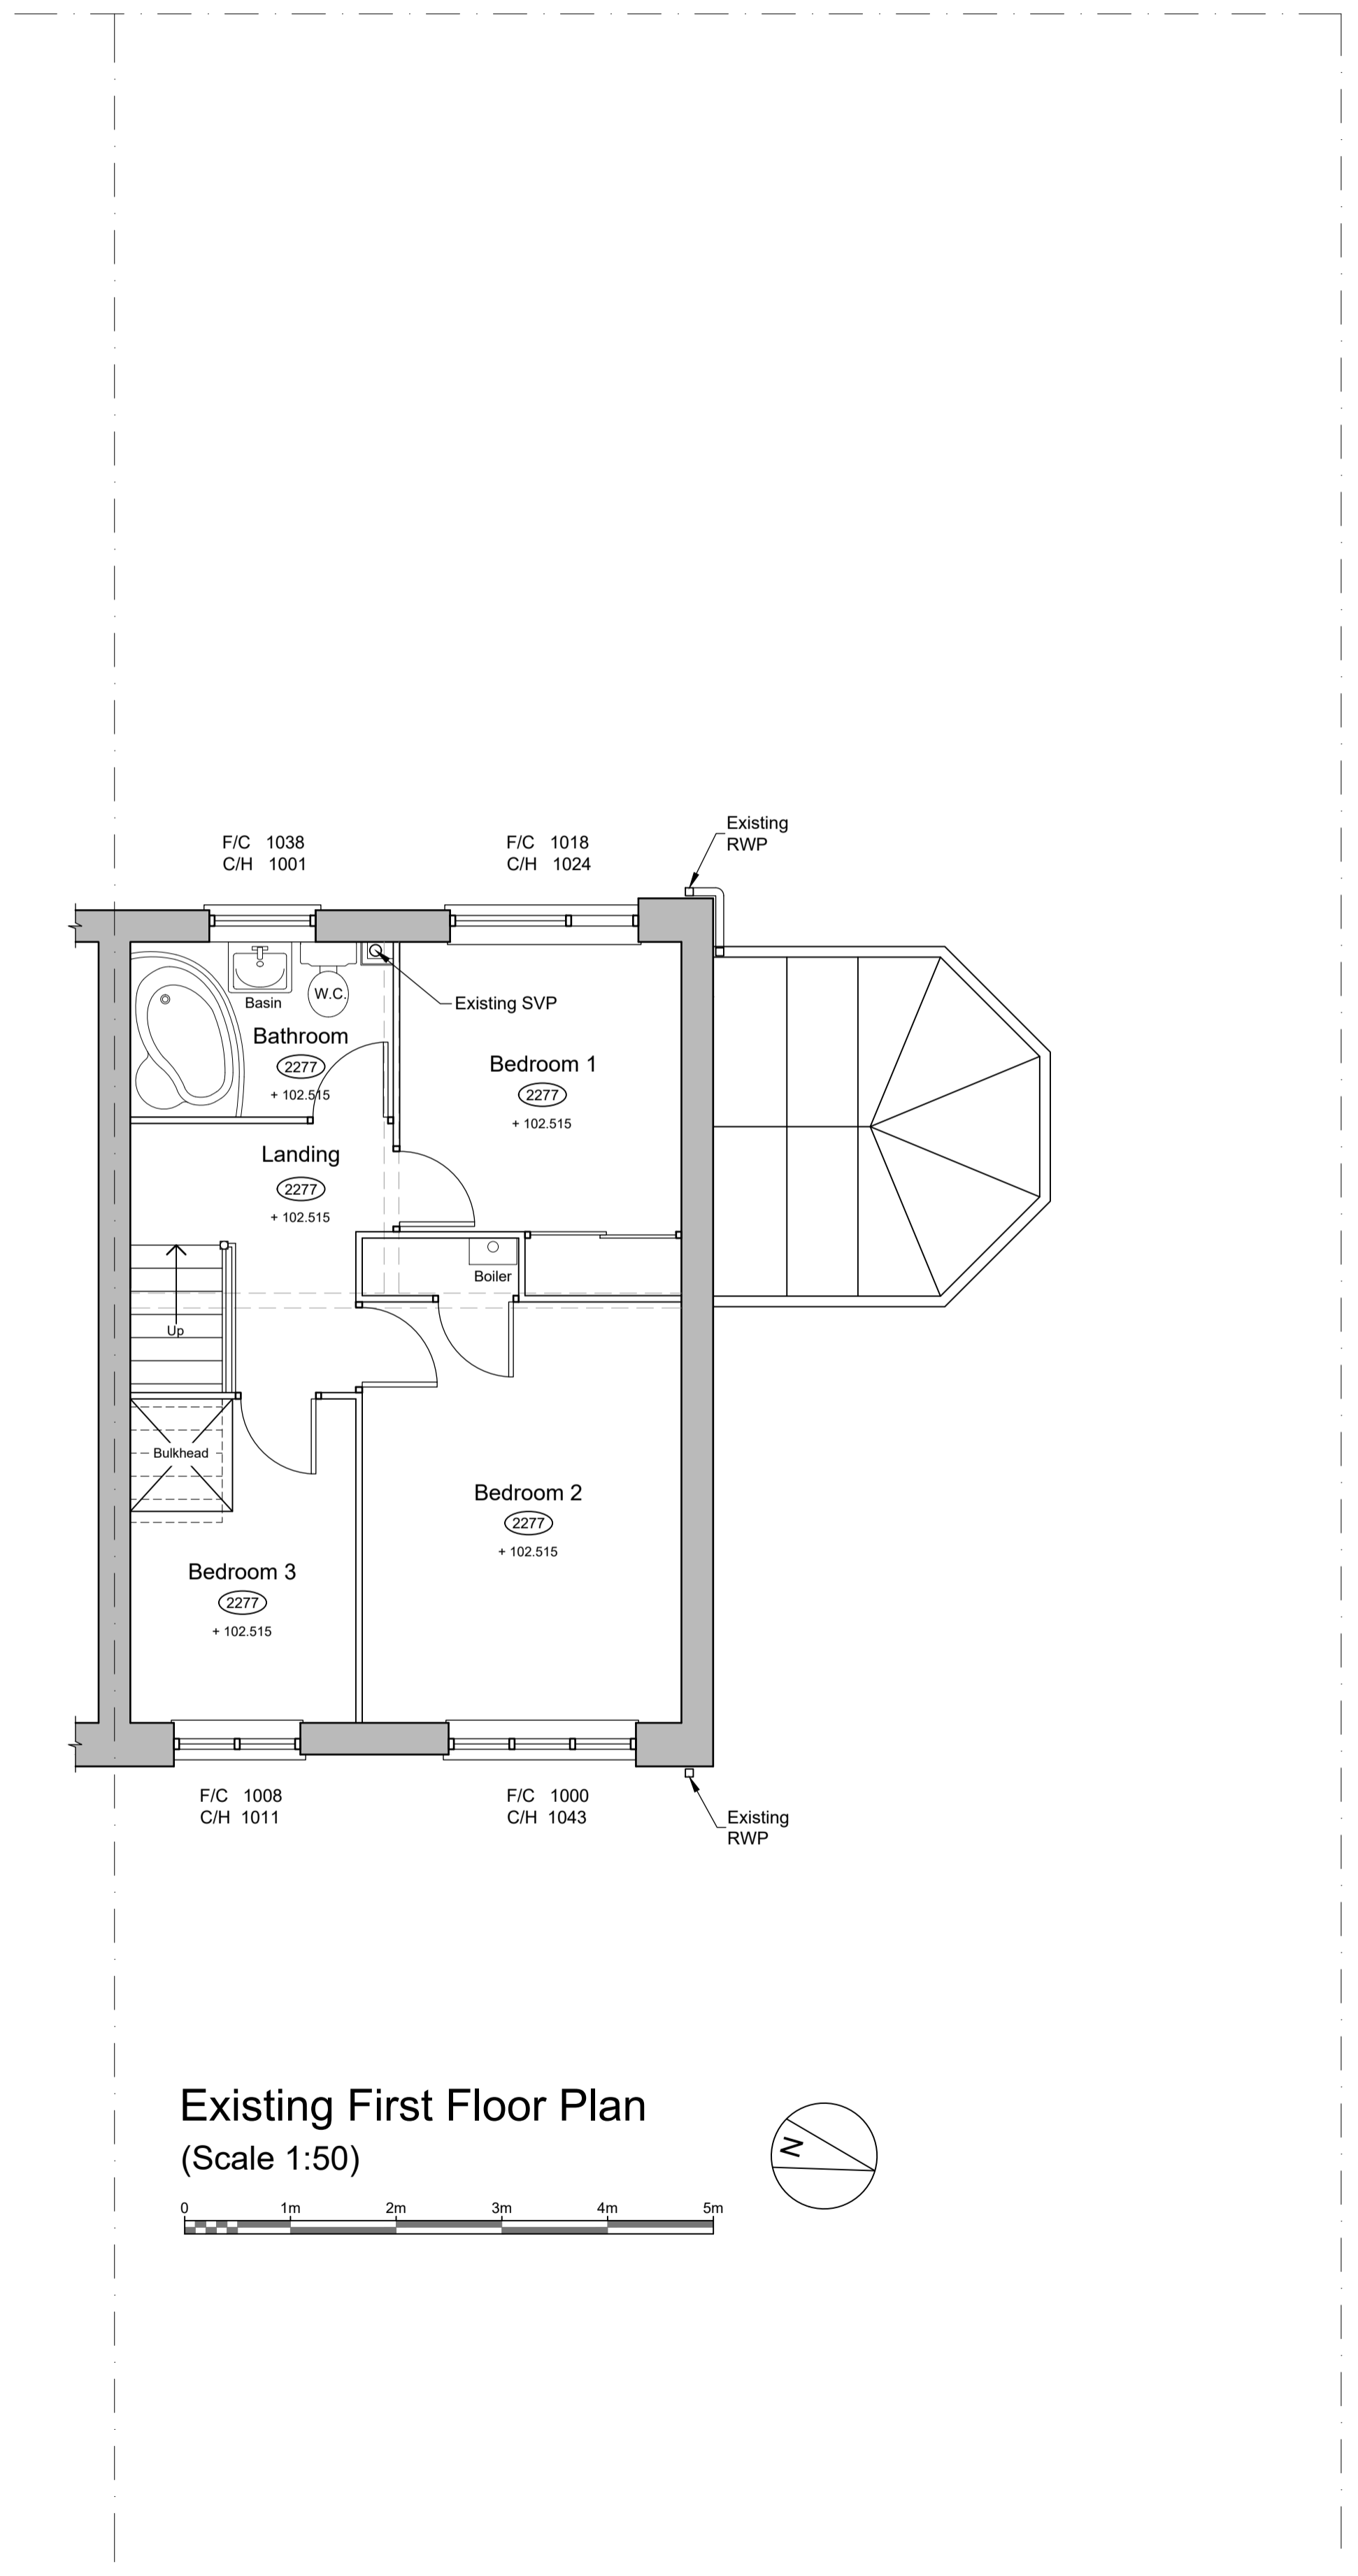 Existing
RWP
F/C 1038
C/H 1001
F/C 1018
C/H 1024
Basin
W.C.
Existing SVP
Bathroom
2277
+ 102.515
Bedroom 1
2277
+ 102.515
Landing
2277
+ 102.515
Boiler
Up
Bulkhead
Bedroom 2
2277
+ 102.515
Bedroom 3
2277
+ 102.515
F/C 1008
C/H 1011
F/C 1000
C/H 1043
Existing
RWP
Existing First Floor Plan
(Scale 1:50)
N
0 1m 2m 3m 4m 5m